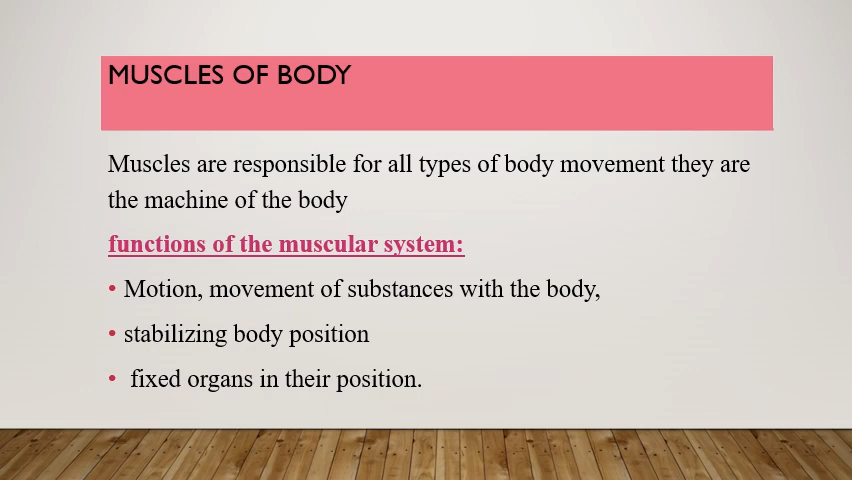 MUSCLES OF BODY
Muscles are responsible for all types of body movement they are
the machine of the body
functions of the muscular system:
• Motion, movement of substances with the body,
• stabilizing body position
• fixed organs in their position.